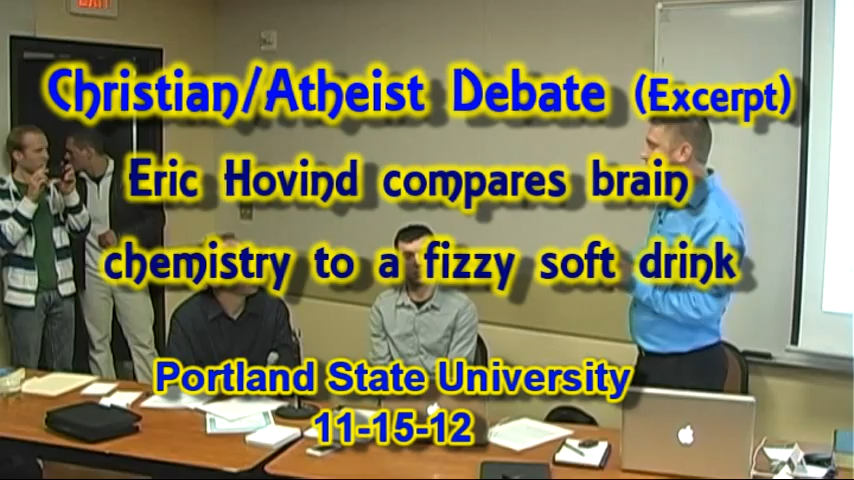 EXIT
Christian/Atheist Debate (Excerpt)
Eric Hovind compares brain
chemistry to a fizzy soft drink
Portland State University
11-15-12